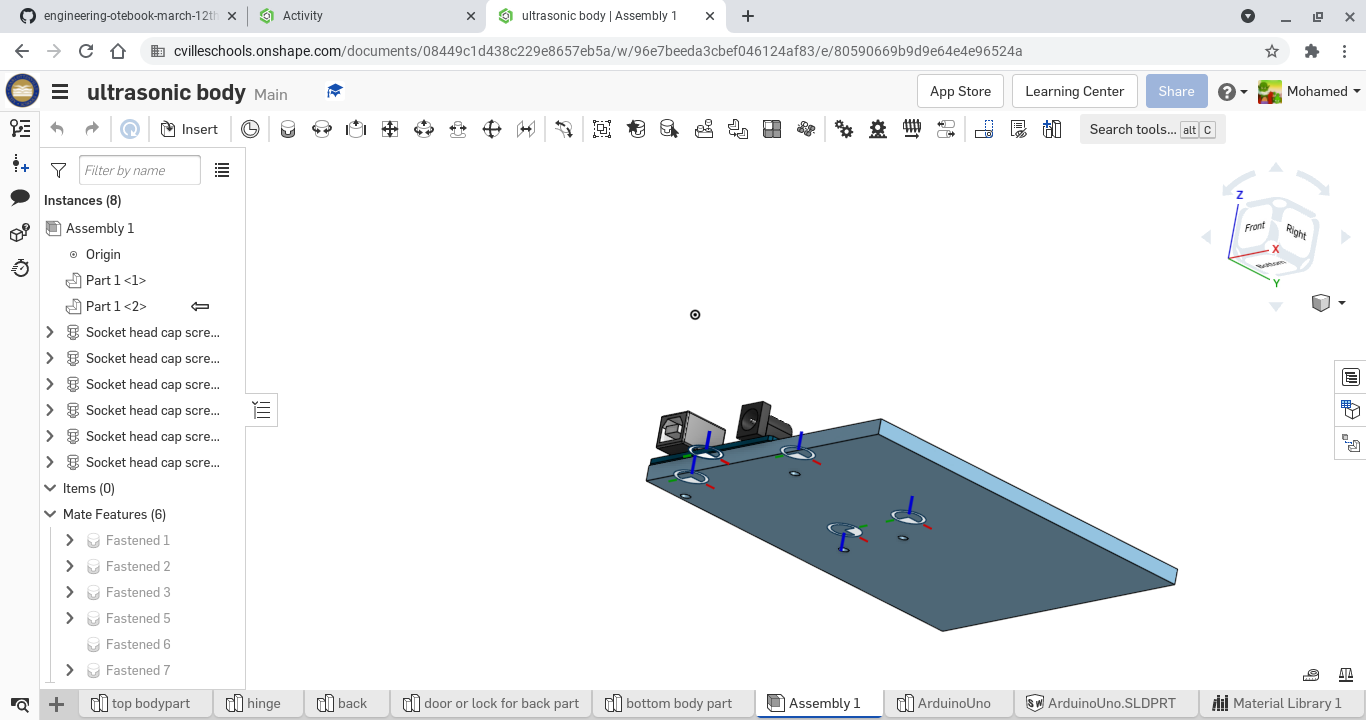 engineering-otebook-march-12th
Activity
ultrasonic body | Assembly 1
cvilleschools.onshape.com/documents/08449c1d438c229e8657eb5a/w/96e7beeda3cbef046124af83/e/80590669b9d9e64e4e96524a
ultrasonic body Main
App Store
Learning Center
Share
Mohamed
Insert
Search tools... alt C
Filter by name
Instances (8)
Assembly 1
Origin
Part 1 <1>
Part 1 <2>
Socket head cap scre...
Socket head cap scre...
Socket head cap scre...
Socket head cap scre...
Socket head cap scre...
Socket head cap scre...
Items (0)
Mate Features (6)
Fastened 1
Fastened 2
Fastened 3
Fastened 5
Fastened 6
Fastened 7
Z
Front
Right
X
Bottom
Y
top bodypart
hinge
back
door or lock for back part
bottom body part
Assembly 1
ArduinoUno
ArduinoUno.SLDPRT
Material Library 1